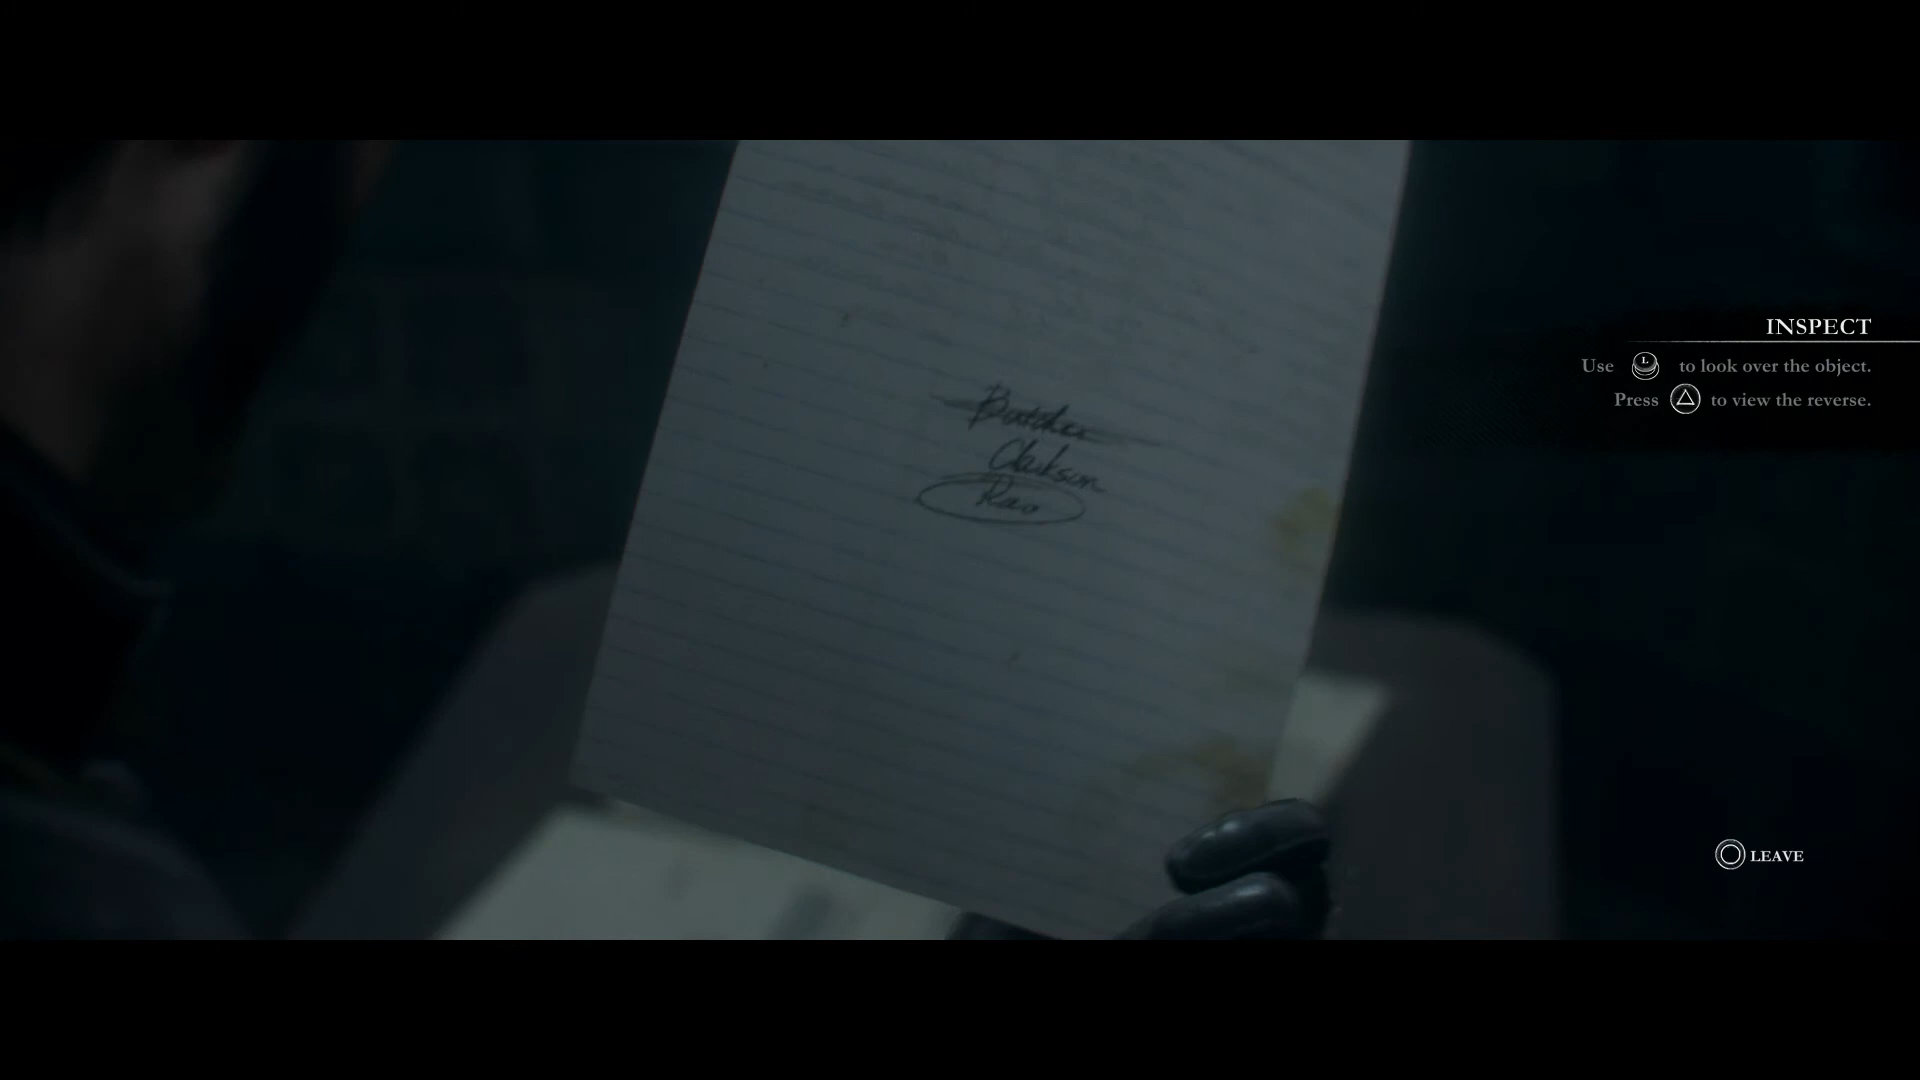 Butcher
Clarkson
Rao
INSPECT
Use L to look over the object.
Press to view the reverse.
LEAVE